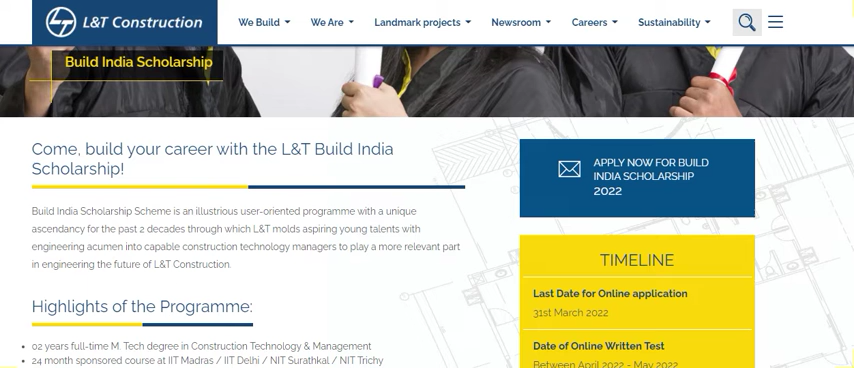 L&T Construction
We Build
We Are
Landmark projects
Newsroom
Careers
Sustainability
Build India Scholarship
Come, build your career with the L&T Build India
Scholarship!
Build India Scholarship Scheme is an illustrious user-oriented programme with a unique
ascendancy for the past 2 decades through which L&T molds aspiring young talents with
engineering acumen into capable construction technology managers to play a more relevant part
in engineering the future of L&T Construction.
Highlights of the Programme:
02 years full-time M. Tech degree in Construction Technology & Management
24 month sponsored course at IIT Madras / IIT Delhi / NIT Surathkal / NIT Trichy
APPLY NOW FOR BUILD
INDIA SCHOLARSHIP
2022
TIMELINE
Last Date for Online application
31st March 2022
Date of Online Written Test
Between April 2022 - May 2022